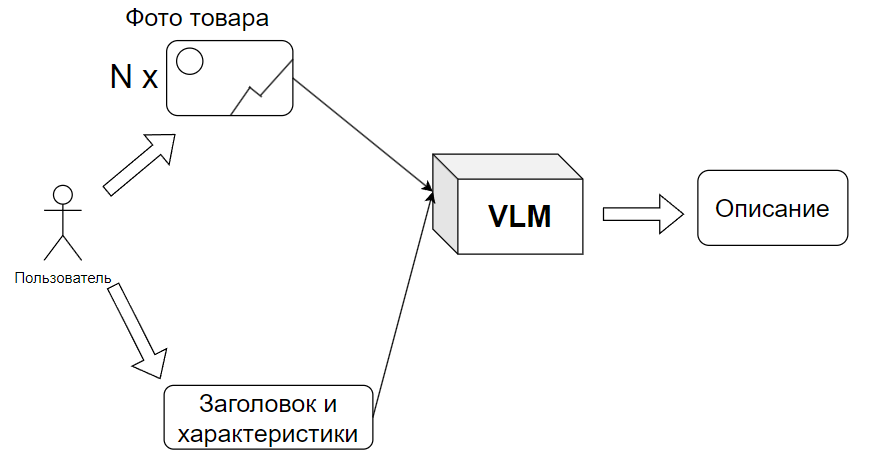 Фото товара
N x
Пользователь
VLM
Описание
Заголовок и
характеристики